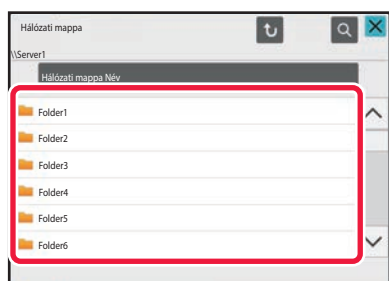 Hálózati mappa
\\Server1
Hálózati mappa Név
Folder1
Folder2
Folder3
Folder4
Folder5
Folder6